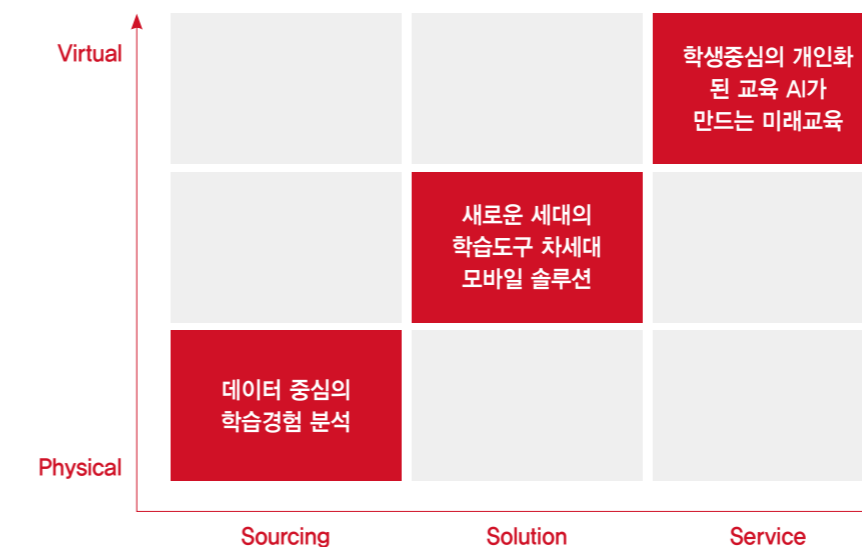 Virtual
학생중심의 개인화
된 교육 AI가
만드는 미래교육
새로운 세대의
학습도구 차세대
모바일 솔루션
데이터 중심의
학습경험 분석
Physical
Sourcing
Solution
Service